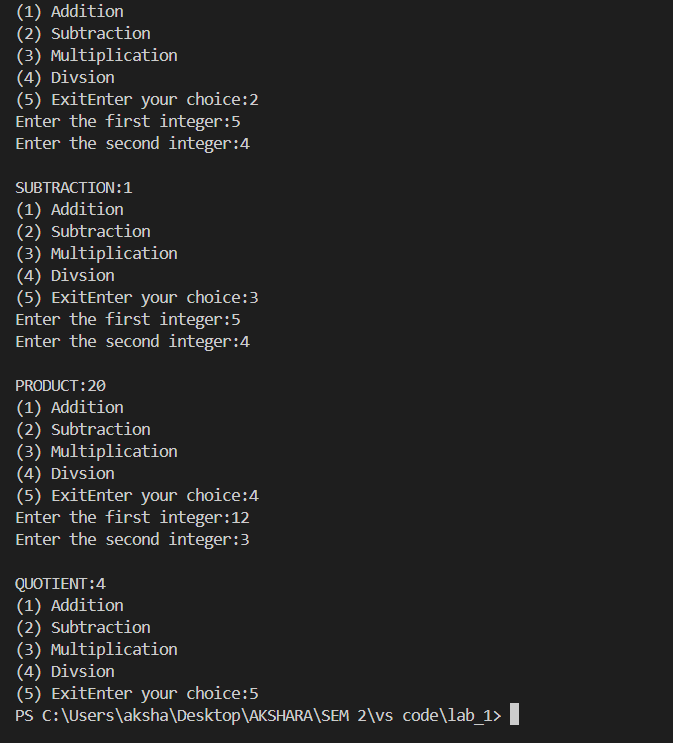 (1) Addition
(2) Subtraction
(3) Multiplication
(4) Divsion
(5) ExitEnter your choice:2
Enter the first integer:5
Enter the second integer:4

SUBTRACTION:1
(1) Addition
(2) Subtraction
(3) Multiplication
(4) Divsion
(5) ExitEnter your choice:3
Enter the first integer:5
Enter the second integer:4

PRODUCT:20
(1) Addition
(2) Subtraction
(3) Multiplication
(4) Divsion
(5) ExitEnter your choice:4
Enter the first integer:12
Enter the second integer:3

QUOTIENT:4
(1) Addition
(2) Subtraction
(3) Multiplication
(4) Divsion
(5) ExitEnter your choice:5
PS C:\Users\aksha\Desktop\AKSHARA\SEM 2\vs code\lab_1>